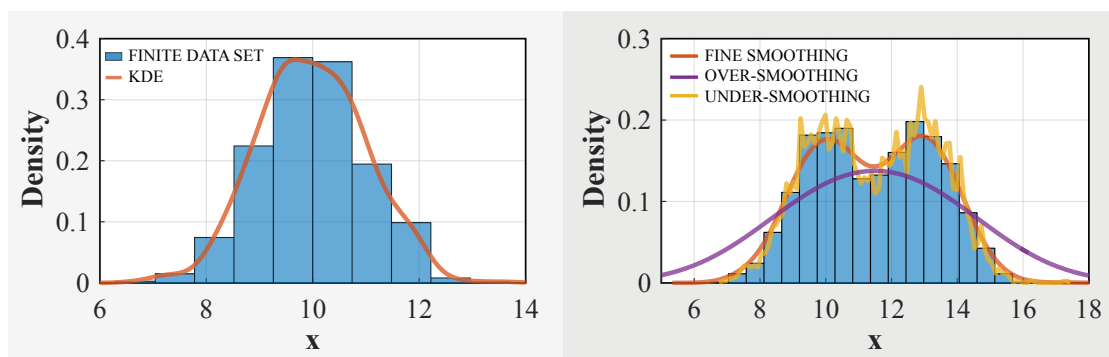 0.4
0.3
0.2
0.1
0
Density
FINITE DATA SET
KDE
6 8 10 12 14
x
0.3
0.2
0.1
0
Density
FINE SMOOTHING
OVER-SMOOTHING
UNDER-SMOOTHING
6 8 10 12 14 16 18
x